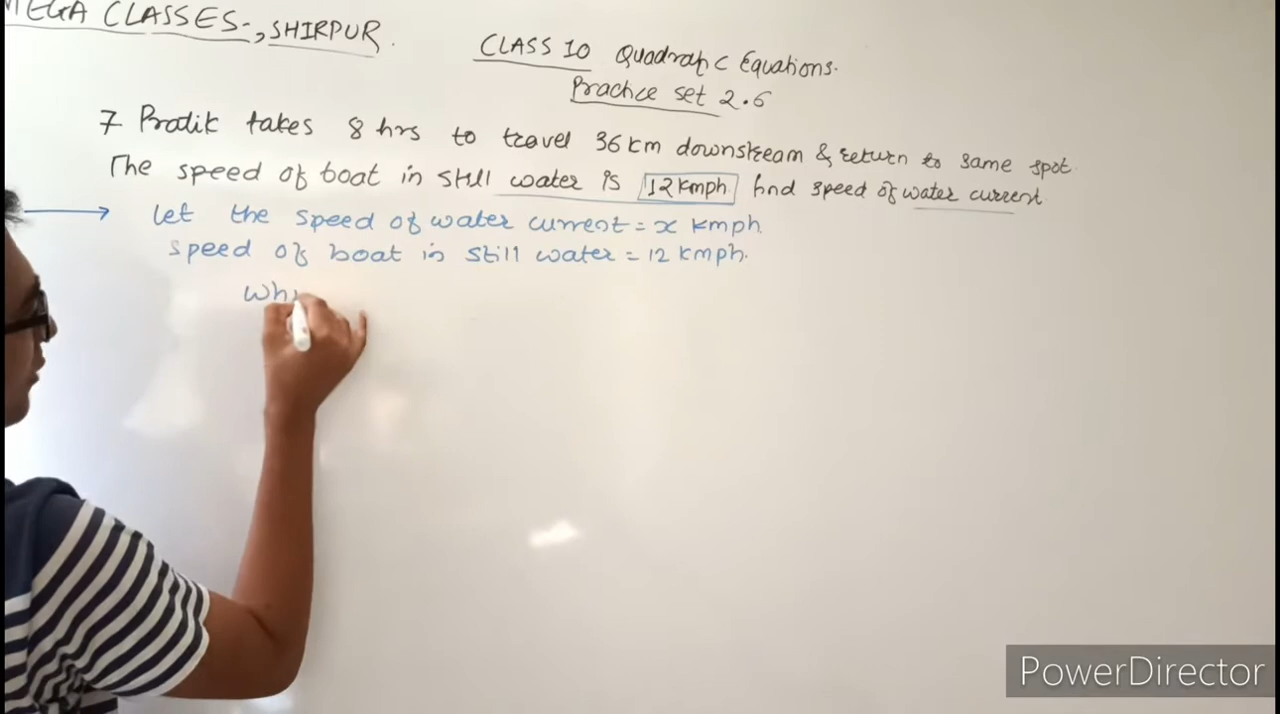 MEGA CLASSES-, SHIRPUR.
CLASS 10 Quadratic Equations.
Practice set 2.6
7 Pratik takes 8 hrs to travel 36 km downstream & return to same spot.
The speed of boat in still water is 12 kmph. find speed of water current.
let the speed of water current = x kmph.
speed of boat in still water = 12 kmph.
Whi
PowerDirector